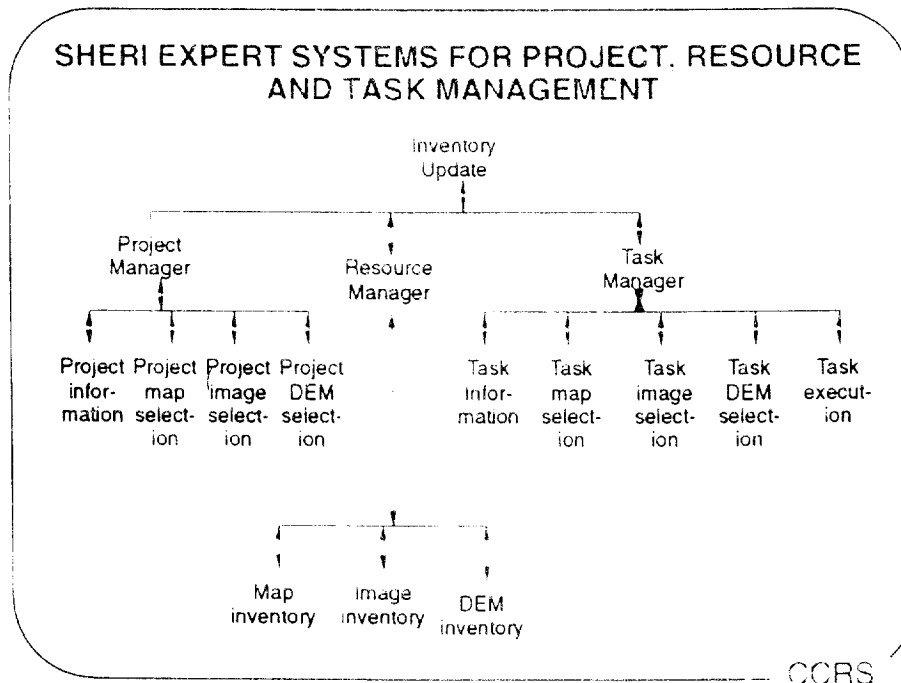 SHERI EXPERT SYSTEMS FOR PROJECT, RESOURCE
AND TASK MANAGEMENT
Inventory
Update
Project
Manager
Resource
Manager
Task
Manager
Project
infor-
mation
Project
map
select-
ion
Project
image
select-
ion
Project
DEM
select-
ion
Task
infor-
mation
Task
map
select-
ion
Task
image
select-
ion
Task
DEM
select-
ion
Task
execut-
ion
Map
inventory
Image
inventory
DEM
inventory
CCRS